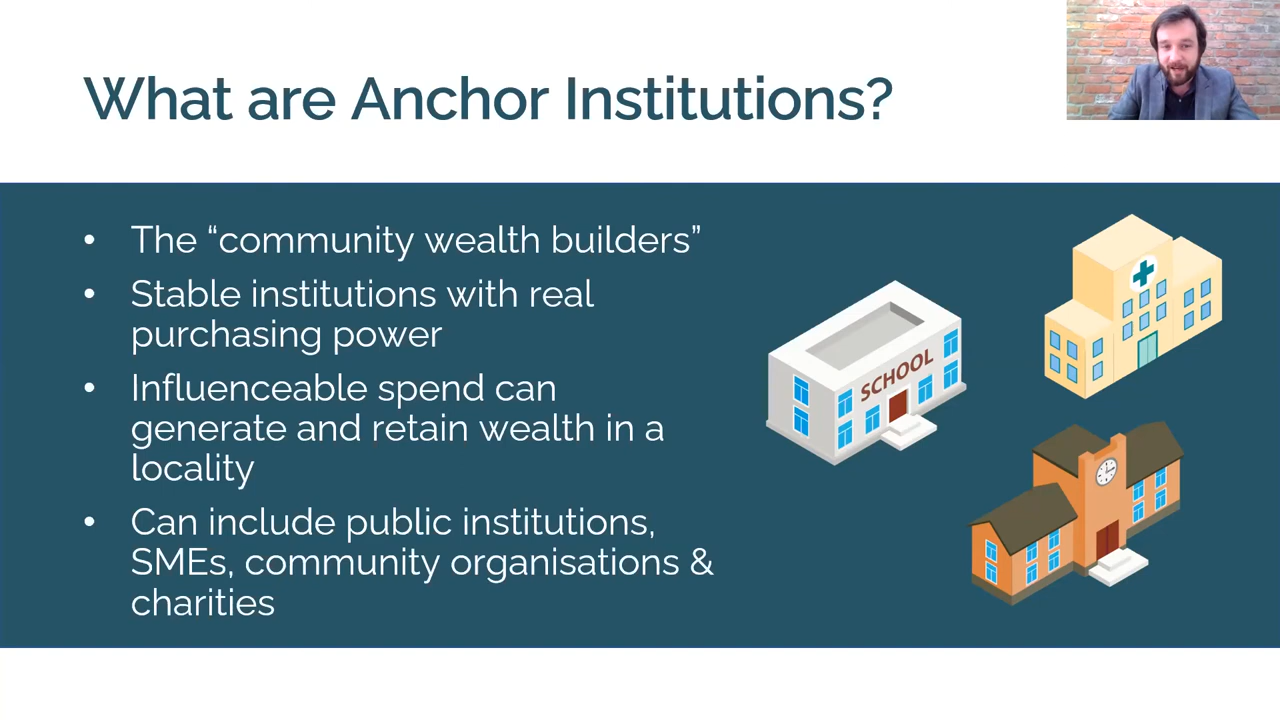 What are Anchor Institutions?
• The “community wealth builders”
• Stable institutions with real
purchasing power
• Influenceable spend can
generate and retain wealth in a
locality
• Can include public institutions,
SMEs, community organisations &
charities
SCHOOL